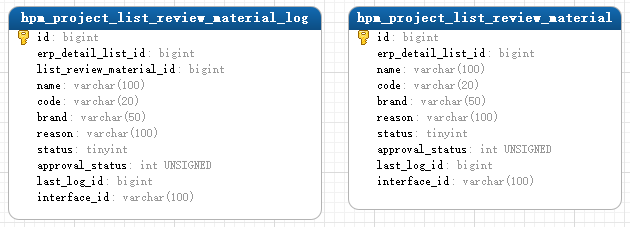 hpm_project_list_review_material_log
id: bigint
erp_detail_list_id: bigint
list_review_material_id: bigint
name: varchar(100)
code: varchar(20)
brand: varchar(50)
reason: varchar(100)
status: tinyint
approval_status: int UNSIGNED
last_log_id: bigint
interface_id: varchar(100)
hpm_project_list_review_material
id: bigint
erp_detail_list_id: bigint
name: varchar(100)
code: varchar(20)
brand: varchar(50)
reason: varchar(100)
status: tinyint
approval_status: int UNSIGNED
last_log_id: bigint
interface_id: varchar(100)